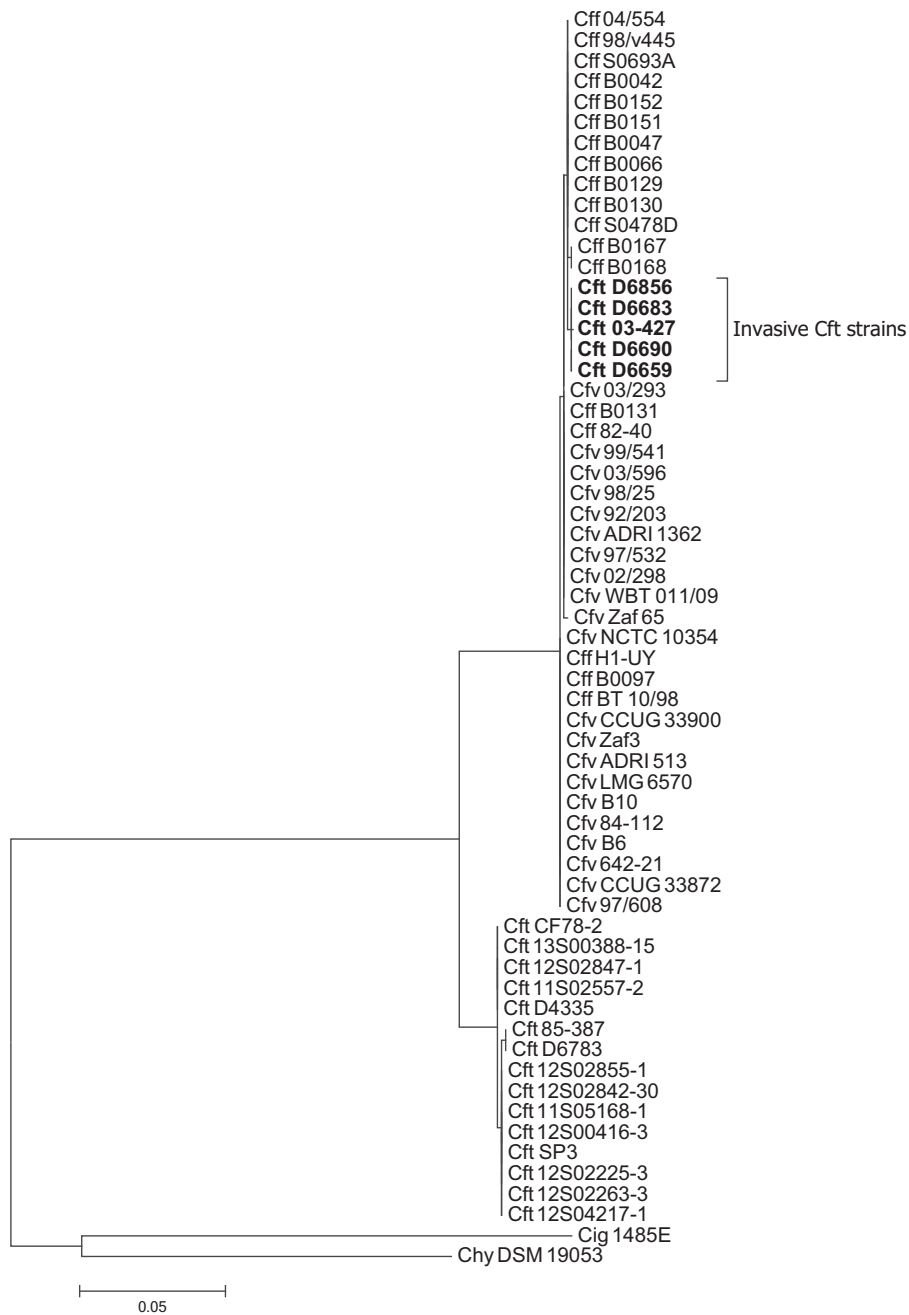 Cff 04/554
Cff 98/v445
Cff S0693A
Cff B0042
Cff B0152
Cff B0151
Cff B0047
Cff B0066
Cff B0129
Cff B0130
Cff S0478D
Cff B0167
Cff B0168
Cft D6856
Cft D6683
Cft 03-427
Invasive Cft strains
Cft D6690
Cft D6659
Cfv 03/293
Cff B0131
Cff 82-40
Cfv 99/541
Cfv 03/596
Cfv 98/25
Cfv 92/203
Cfv ADRI 1362
Cfv 97/532
Cfv 02/298
Cfv WBT 011/09
Cfv Zaf 65
Cfv NCTC 10354
Cff H1-UY
Cff B0097
Cff BT 10/98
Cfv CCUG 33900
Cfv Zaf3
Cfv ADRI 513
Cfv LMG 6570
Cfv B10
Cfv 84-112
Cfv B6
Cfv 642-21
Cfv CCUG 33872
Cfv 97/608
Cft CF78-2
Cft 13S00388-15
Cft 12S02847-1
Cft 11S02557-2
Cft D4335
Cft 85-387
Cft D6783
Cft 12S02855-1
Cft 12S02842-30
Cft 11S05168-1
Cft 12S00416-3
Cft SP3
Cft 12S02225-3
Cft 12S02263-3
Cft 12S04217-1
Cig 1485E
Chy DSM 19053
0.05